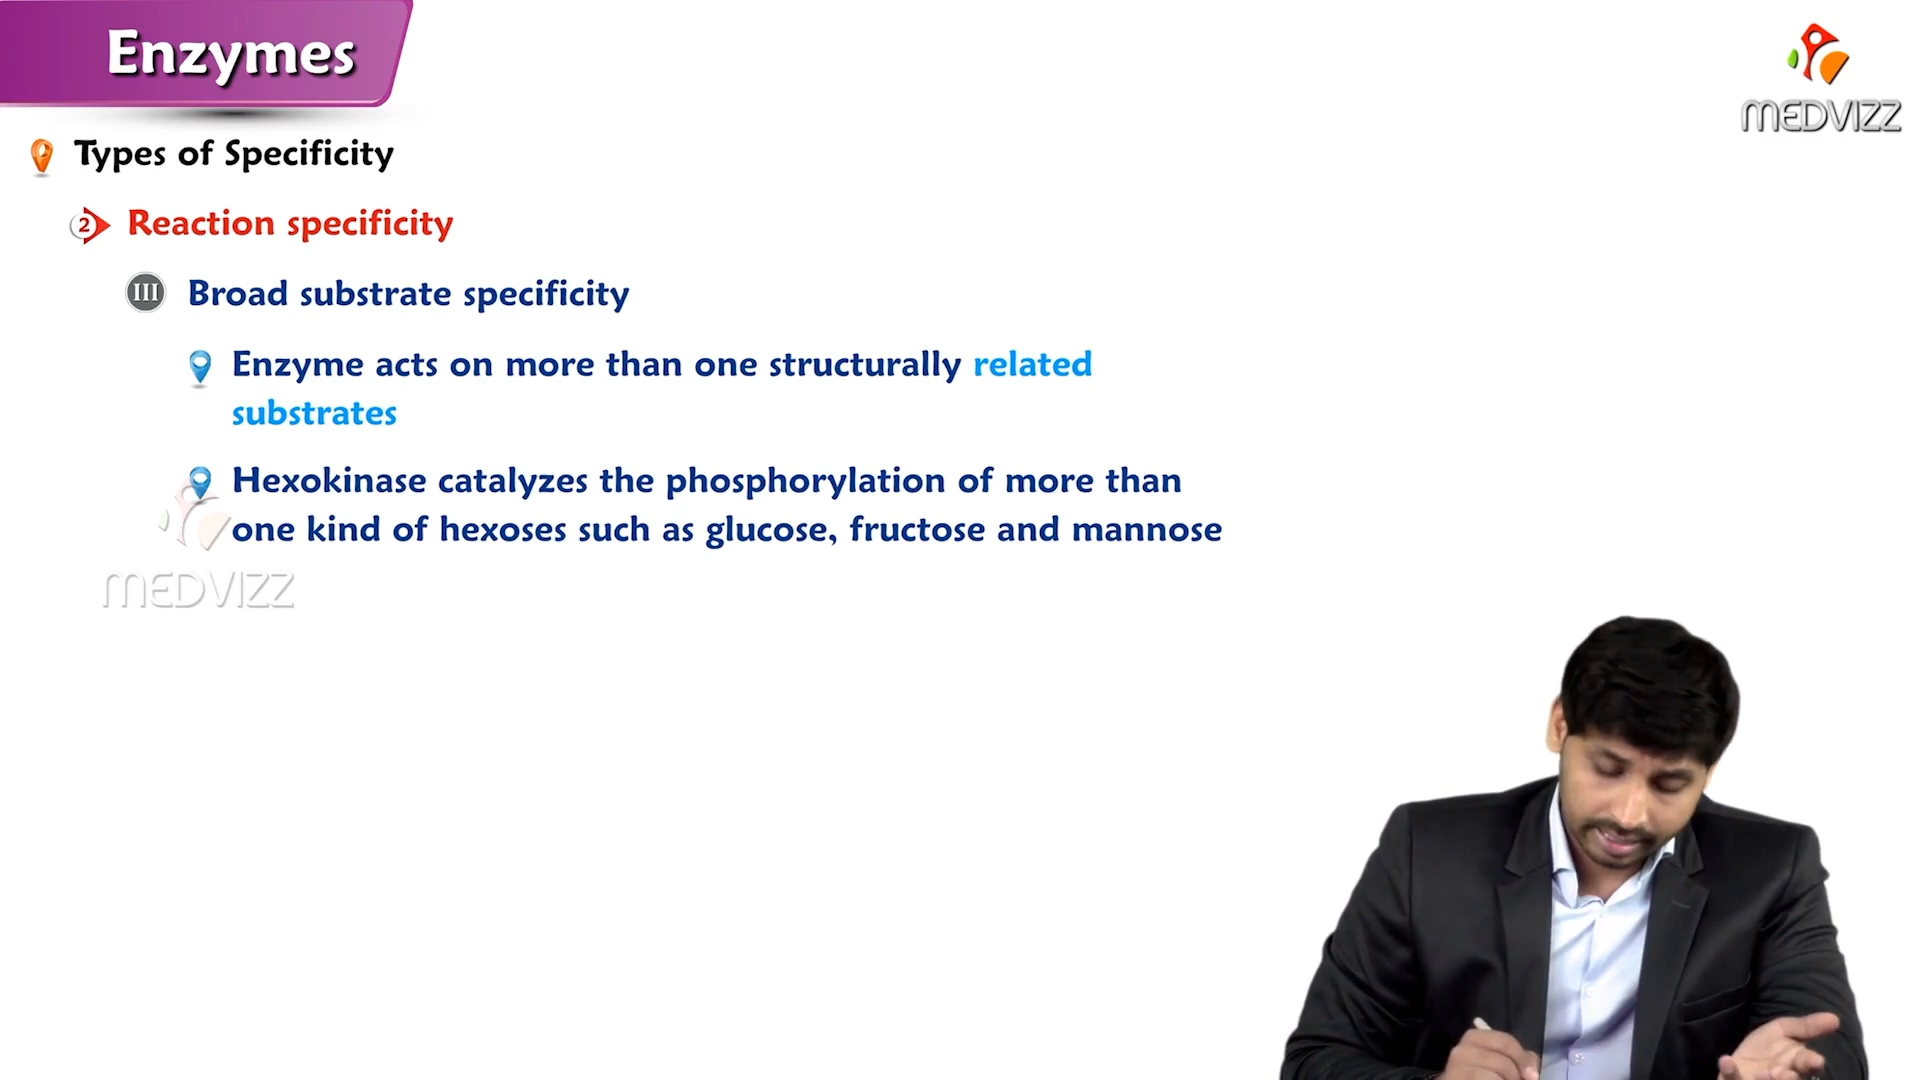 Enzymes
MEDVIZZ
Types of Specificity
2 Reaction specificity
III Broad substrate specificity
Enzyme acts on more than one structurally related
substrates
Hexokinase catalyzes the phosphorylation of more than
one kind of hexoses such as glucose, fructose and mannose
MEDVIZZ